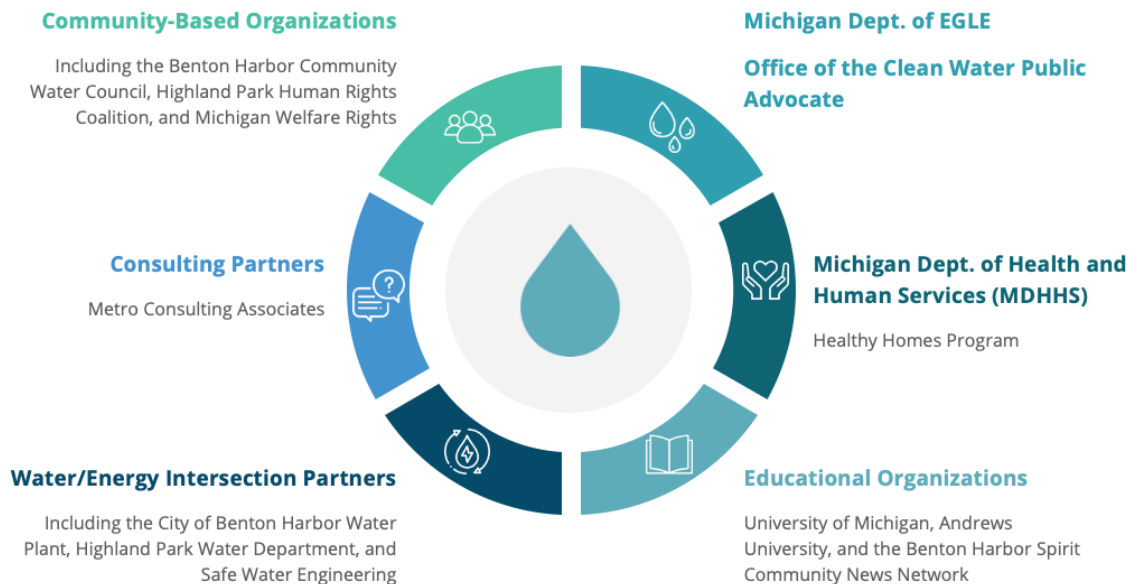 Community-Based Organizations
Including the Benton Harbor Community
Water Council, Highland Park Human Rights
Coalition, and Michigan Welfare Rights
Michigan Dept. of EGLE
Office of the Clean Water Public
Advocate
Consulting Partners
Metro Consulting Associates
?
Michigan Dept. of Health and
Human Services (MDHHS)
Healthy Homes Program
Water/Energy Intersection Partners
Including the City of Benton Harbor Water
Plant, Highland Park Water Department, and
Safe Water Engineering
Educational Organizations
University of Michigan, Andrews
University, and the Benton Harbor Spirit
Community News Network